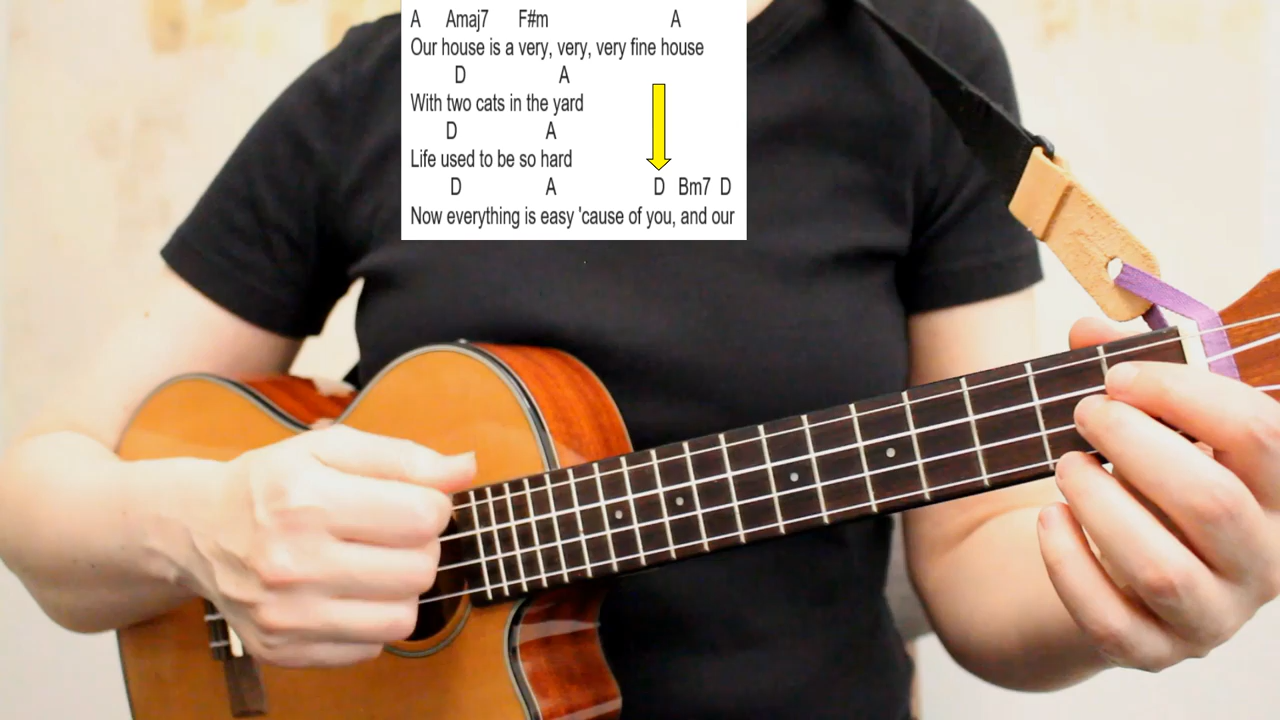 A Amaj7 F#m A
Our house is a very, very, very fine house
D A
With two cats in the yard
D A
Life used to be so hard
D A D Bm7 D
Now everything is easy 'cause of you, and our